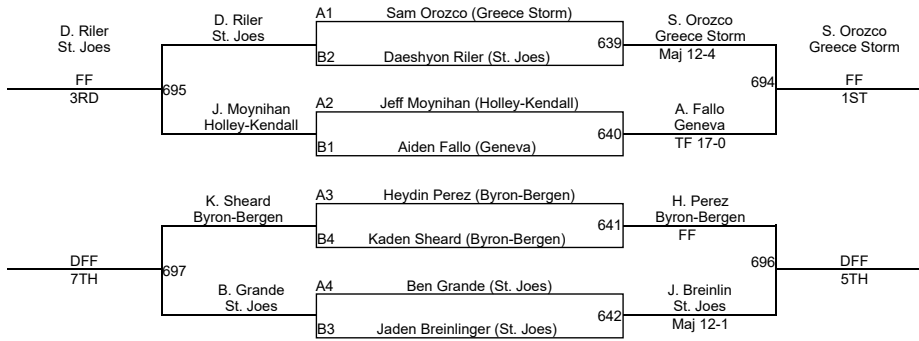 D. Riler
St. Joes
FF
3RD
D. Riler
St. Joes
695
J. Moynihan
Holley-Kendall
A1
Sam Orozco (Greece Storm)
B2
Daeshyon Riler (St. Joes)
639
S. Orozco
Greece Storm
Maj 12-4
A2
Jeff Moynihan (Holley-Kendall)
B1
Aiden Fallo (Geneva)
640
A. Fallo
Geneva
TF 17-0
694
S. Orozco
Greece Storm
FF
1ST
DFF
7TH
K. Sheard
Byron-Bergen
697
B. Grande
St. Joes
A3
Heydin Perez (Byron-Bergen)
B4
Kaden Sheard (Byron-Bergen)
641
H. Perez
Byron-Bergen
FF
A4
Ben Grande (St. Joes)
B3
Jaden Breinlinger (St. Joes)
642
J. Breinlin
St. Joes
Maj 12-1
696
DFF
5TH